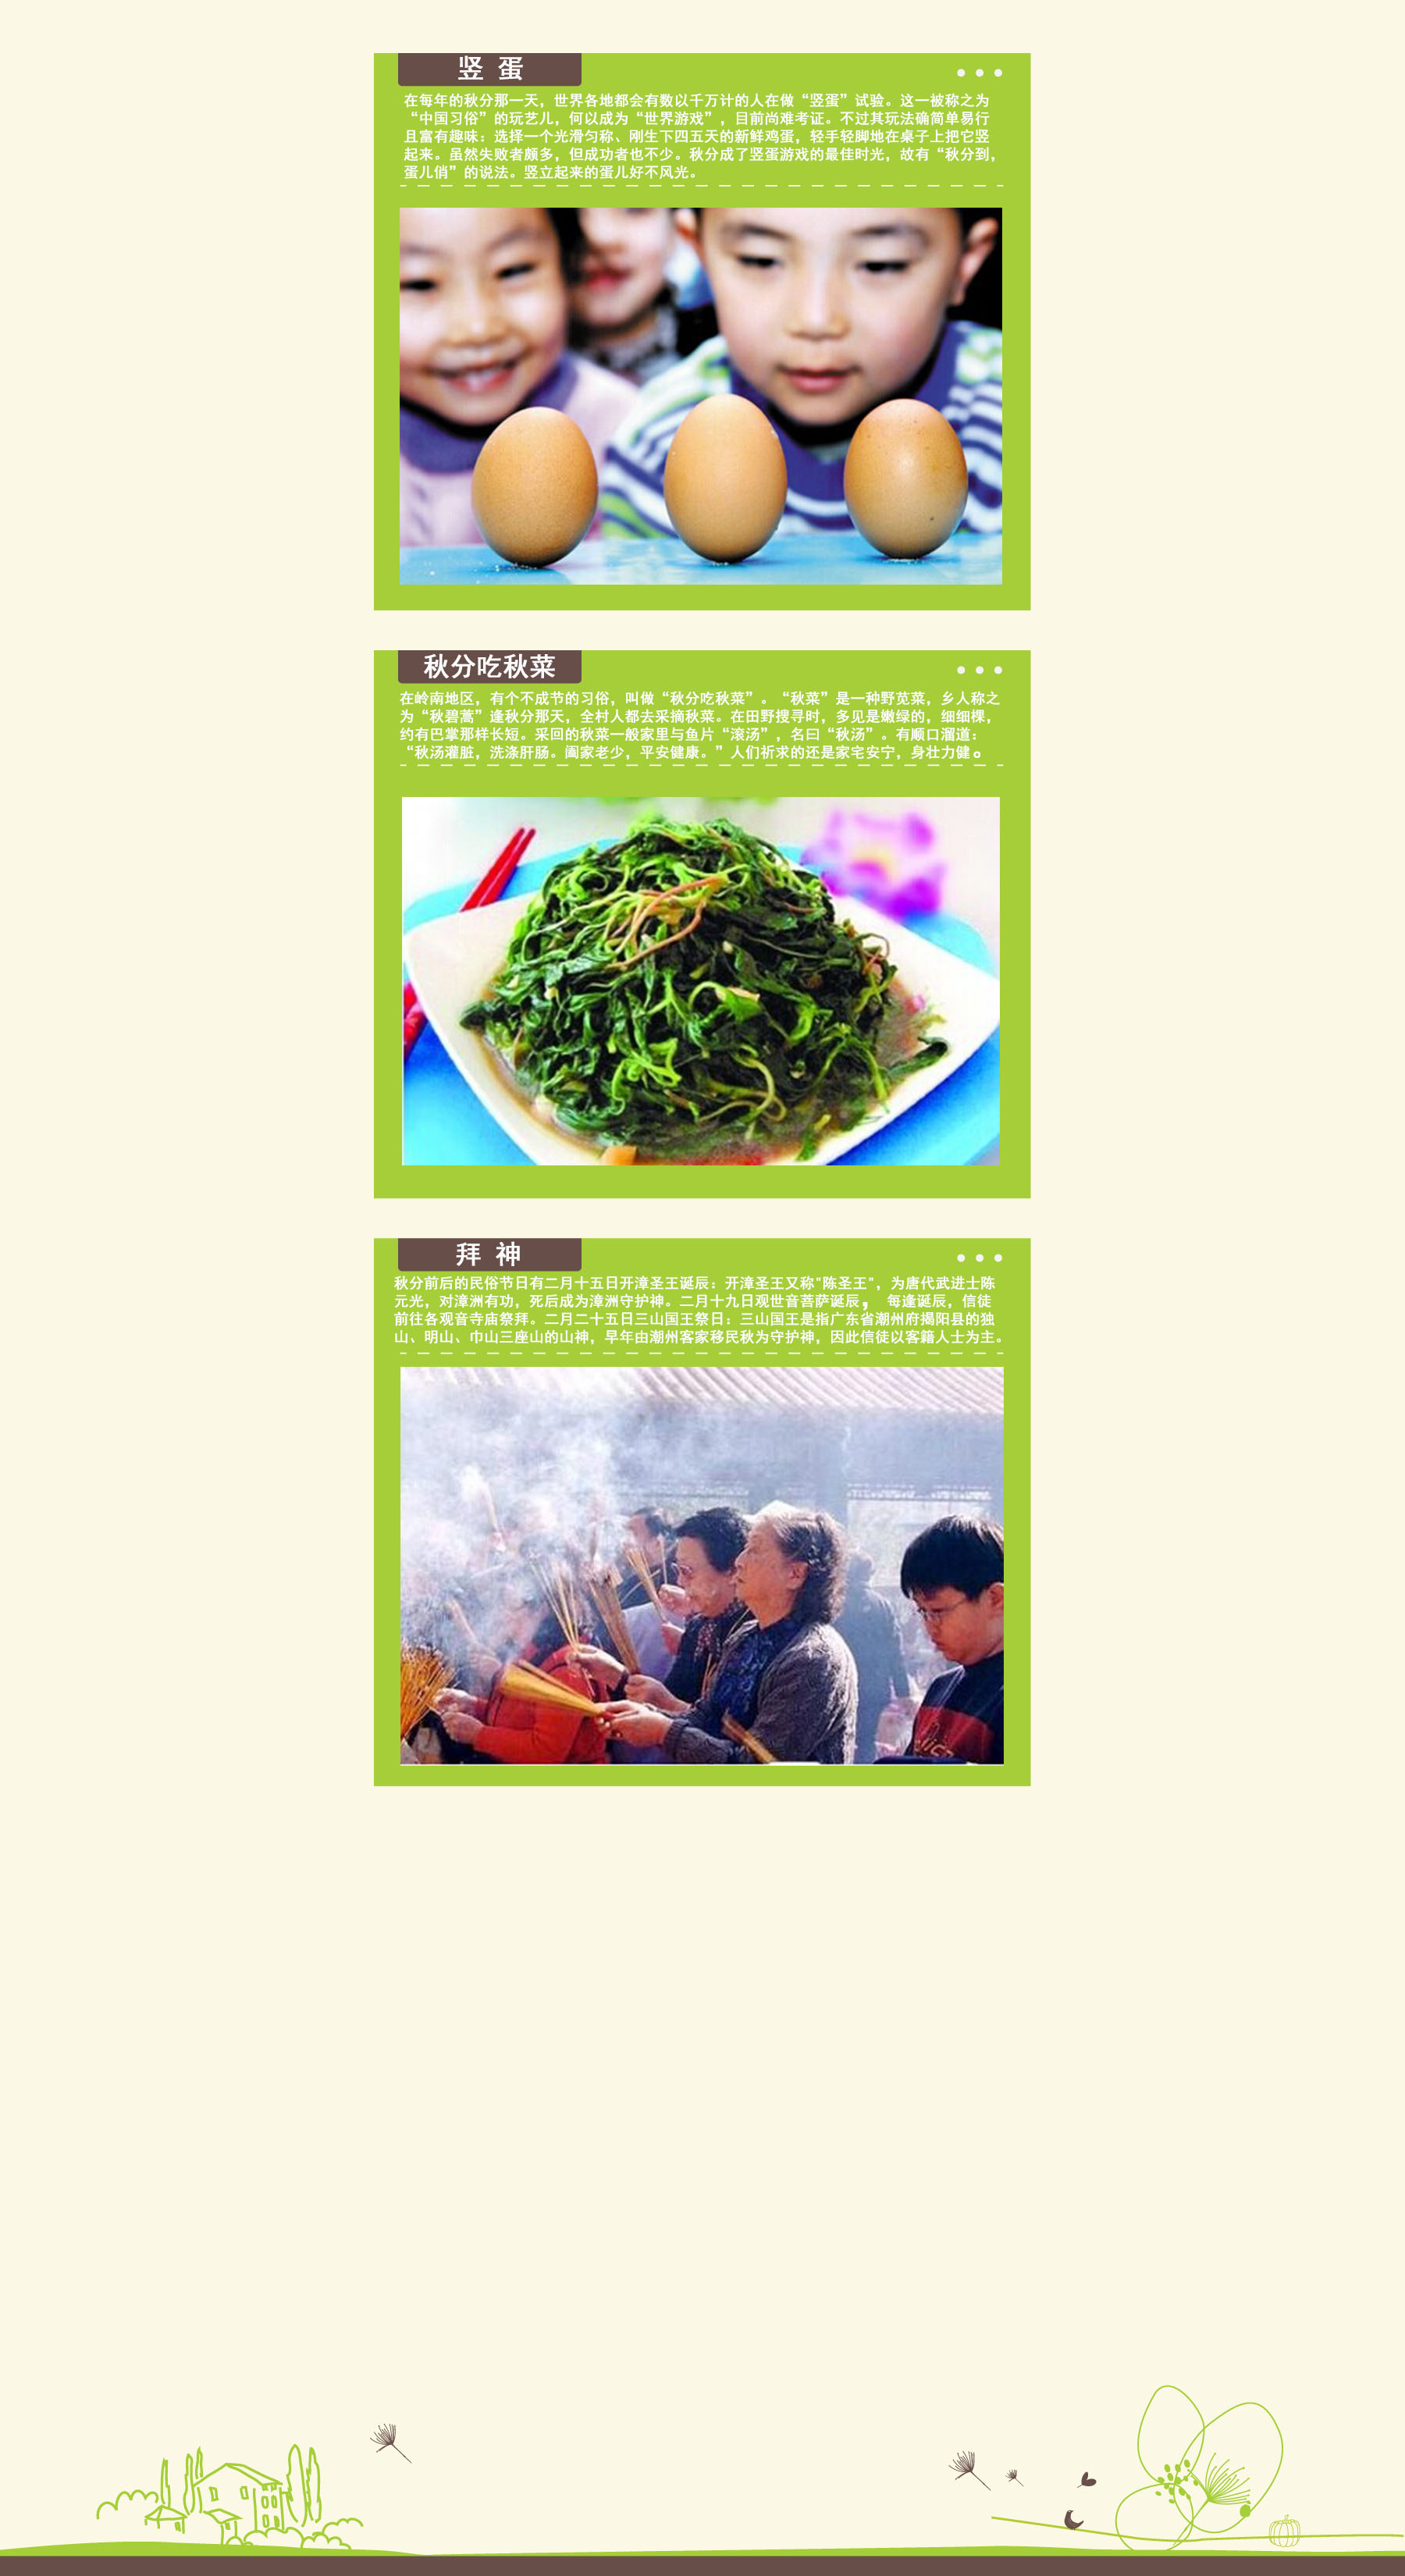 竖 蛋
在每年的秋分那一天，世界各地都会有数以千万计的人在做“竖蛋”试验。这一被称之为
“中国习俗”的玩艺儿，何以成为“世界游戏”，目前尚难考证。不过其玩法确简单易行
且富有趣味：选择一个光滑匀称、刚生下四五天的新鲜鸡蛋，轻手轻脚地在桌子上把它竖
起来。虽然失败者颇多，但成功者也不少。秋分成了竖蛋游戏的最佳时光，故有“秋分到，
蛋儿俏”的说法。竖立起来的蛋儿好不风光。
秋分吃秋菜
在岭南地区，有个不成节的习俗，叫做“秋分吃秋菜”。“秋菜”是一种野苋菜，乡人称之
为“秋碧蒿”逢秋分那天，全村人都去采摘秋菜。在田野搜寻时，多见是嫩绿的，细细棵，
约有巴掌那样长短。采回的秋菜一般家里与鱼片“滚汤”，名曰“秋汤”。有顺口溜道：
“秋汤灌脏，洗涤肝肠。阖家老少，平安健康。”人们祈求的还是家宅安宁，身壮力健。
拜 神
秋分前后的民俗节日有二月十五日开漳圣王诞辰：开漳圣王又称"陈圣王"，为唐代武进士陈
元光，对漳洲有功，死后成为漳洲守护神。二月十九日观世音菩萨诞辰， 每逢诞辰，信徒
前往各观音寺庙祭拜。二月二十五日三山国王祭日：三山国王是指广东省潮州府揭阳县的独
山、明山、巾山三座山的山神，早年由潮州客家移民秋为守护神，因此信徒以客籍人士为主。